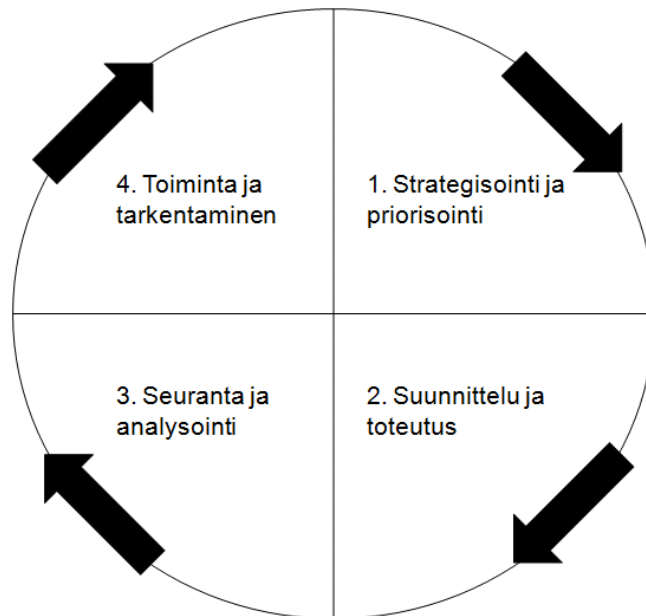 4. Toiminta ja
tarkentaminen
1. Strategisointi ja
priorisointi
3. Seuranta ja
analysointi
2. Suunnittelu ja
toteutus